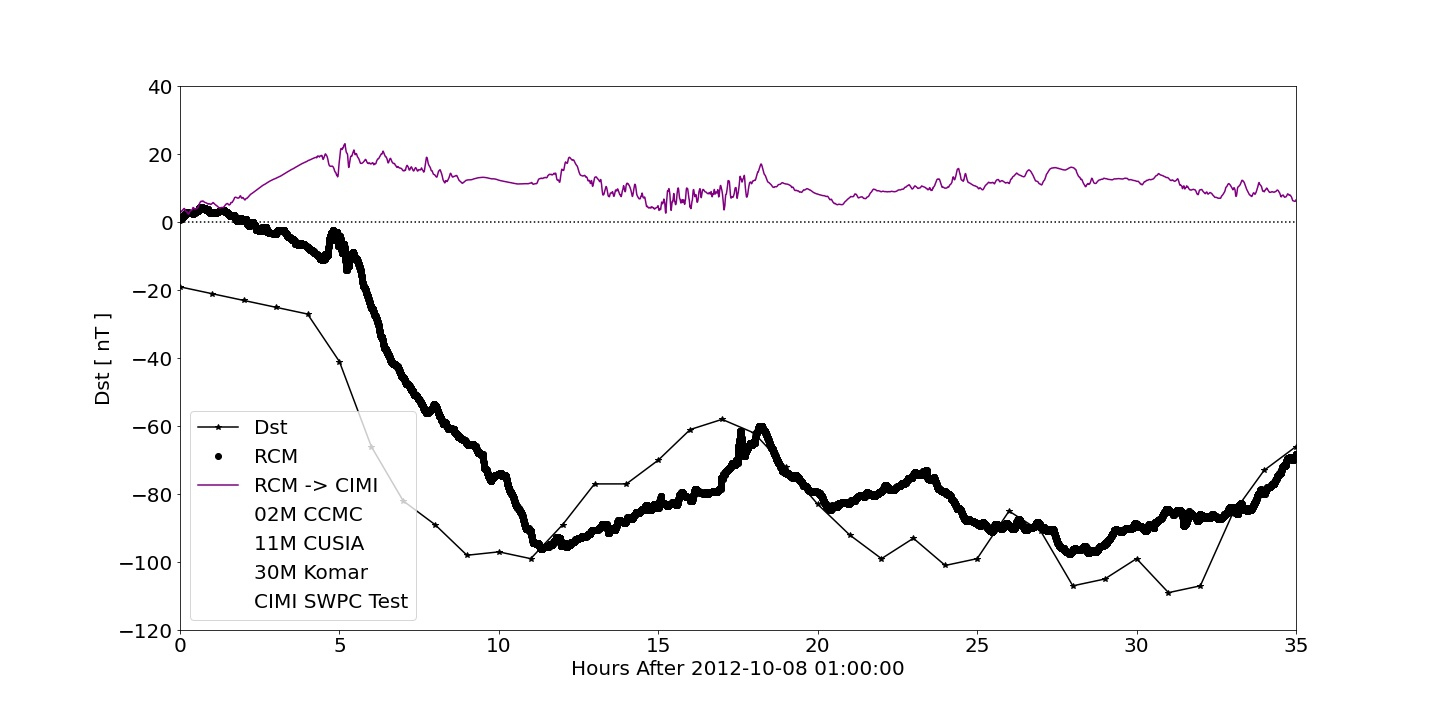 40
20
0
−20
−40
−60
−80
−100
−120
Dst [ nT ]
Dst
RCM
RCM -> CIMI
02M CCMC
11M CUSIA
30M Komar
CIMI SWPC Test
0 5 10 15 20 25 30 35
Hours After 2012-10-08 01:00:00